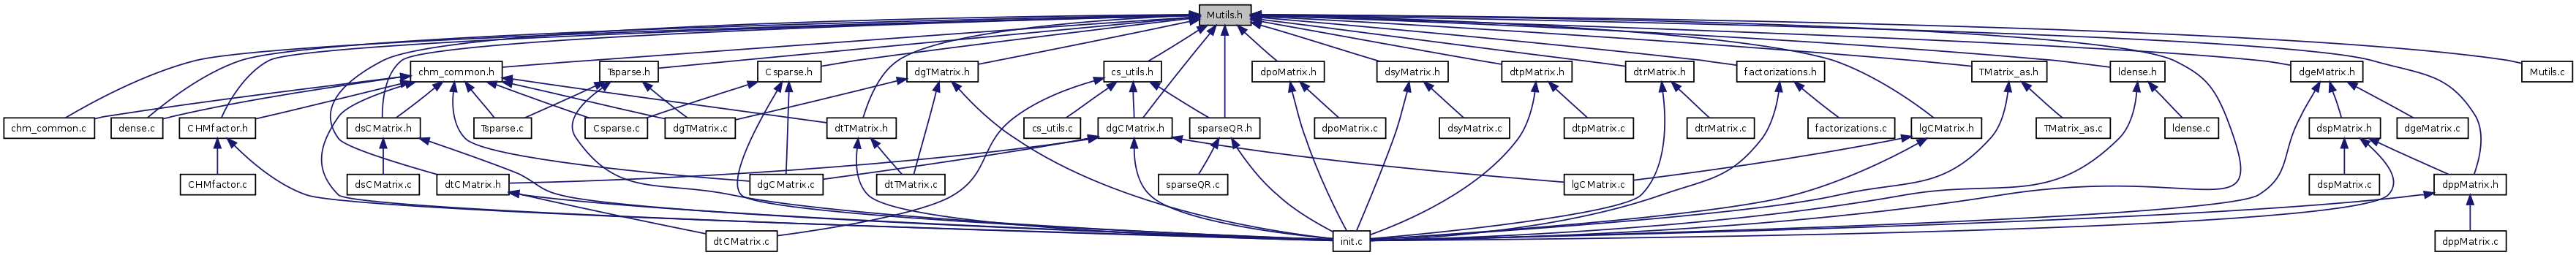 Mutils.h
chm_common.h
Tsparse.h
Csparse.h
dgTMatrix.h
cs_utils.h
dpoMatrix.h
dsyMatrix.h
dtpMatrix.h
dtrMatrix.h
factorizations.h
TMatrix_as.h
ldense.h
dgeMatrix.h
Mutils.c
chm_common.c
dense.c
CHMfactor.h
dsCMatrix.h
Tsparse.c
Csparse.c
dgTMatrix.c
dtTMatrix.h
cs_utils.c
dgCMatrix.h
sparseQR.h
dpoMatrix.c
dsyMatrix.c
dtpMatrix.c
dtrMatrix.c
factorizations.c
lgCMatrix.h
TMatrix_as.c
ldense.c
dspMatrix.h
dgeMatrix.c
CHMfactor.c
dsCMatrix.c
dtCMatrix.h
dgCMatrix.c
dtTMatrix.c
sparseQR.c
lgCMatrix.c
dspMatrix.c
dppMatrix.h
dtCMatrix.c
init.c
dppMatrix.c